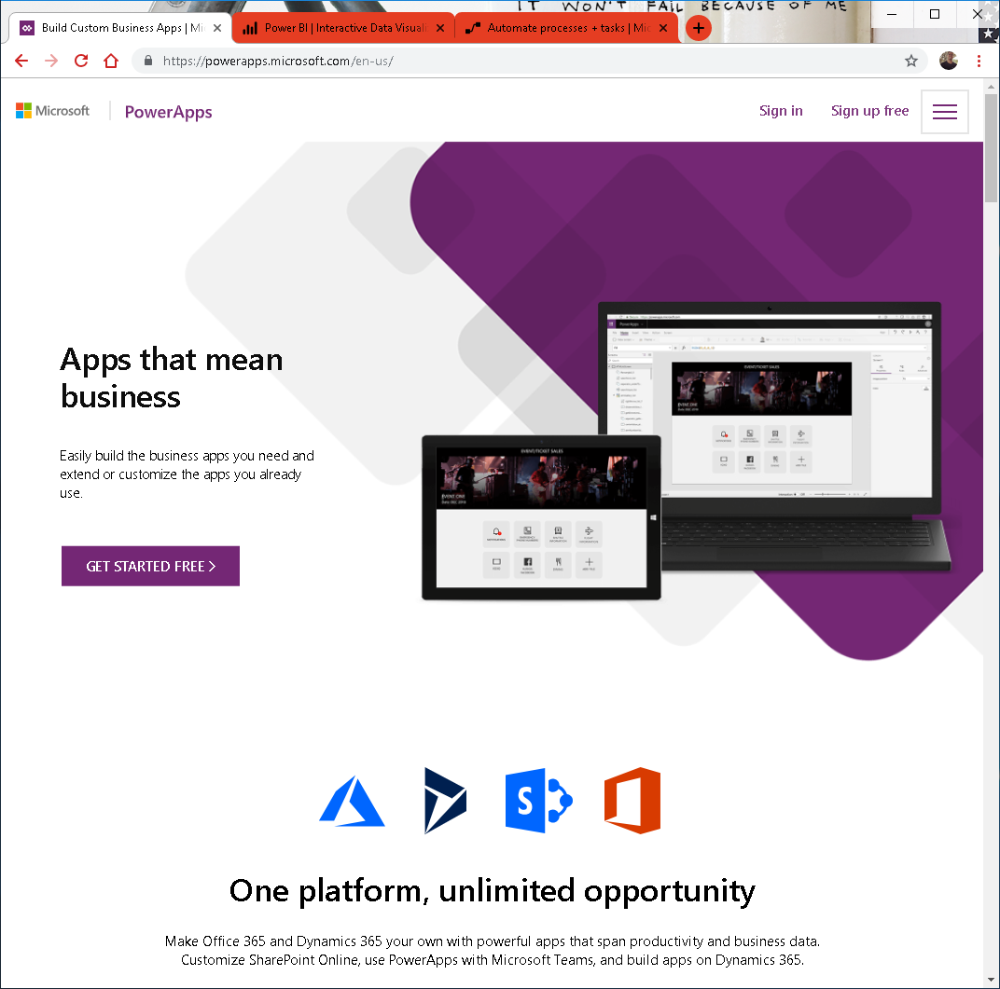 IT WON'T FAIL BECAUSE OF ME
Build Custom Business Apps | Mi
Power BI | Interactive Data Visuali
Automate processes + tasks | Mic
https://powerapps.microsoft.com/en-us/
Microsoft
PowerApps
Sign in
Sign up free
Apps that mean
business
Easily build the business apps you need and
extend or customize the apps you already
use.
GET STARTED FREE >
EVENT/TICKET SALES
EVENT/TICKET SALES
S
One platform, unlimited opportunity
Make Office 365 and Dynamics 365 your own with powerful apps that span productivity and business data.
Customize SharePoint Online, use PowerApps with Microsoft Teams, and build apps on Dynamics 365.